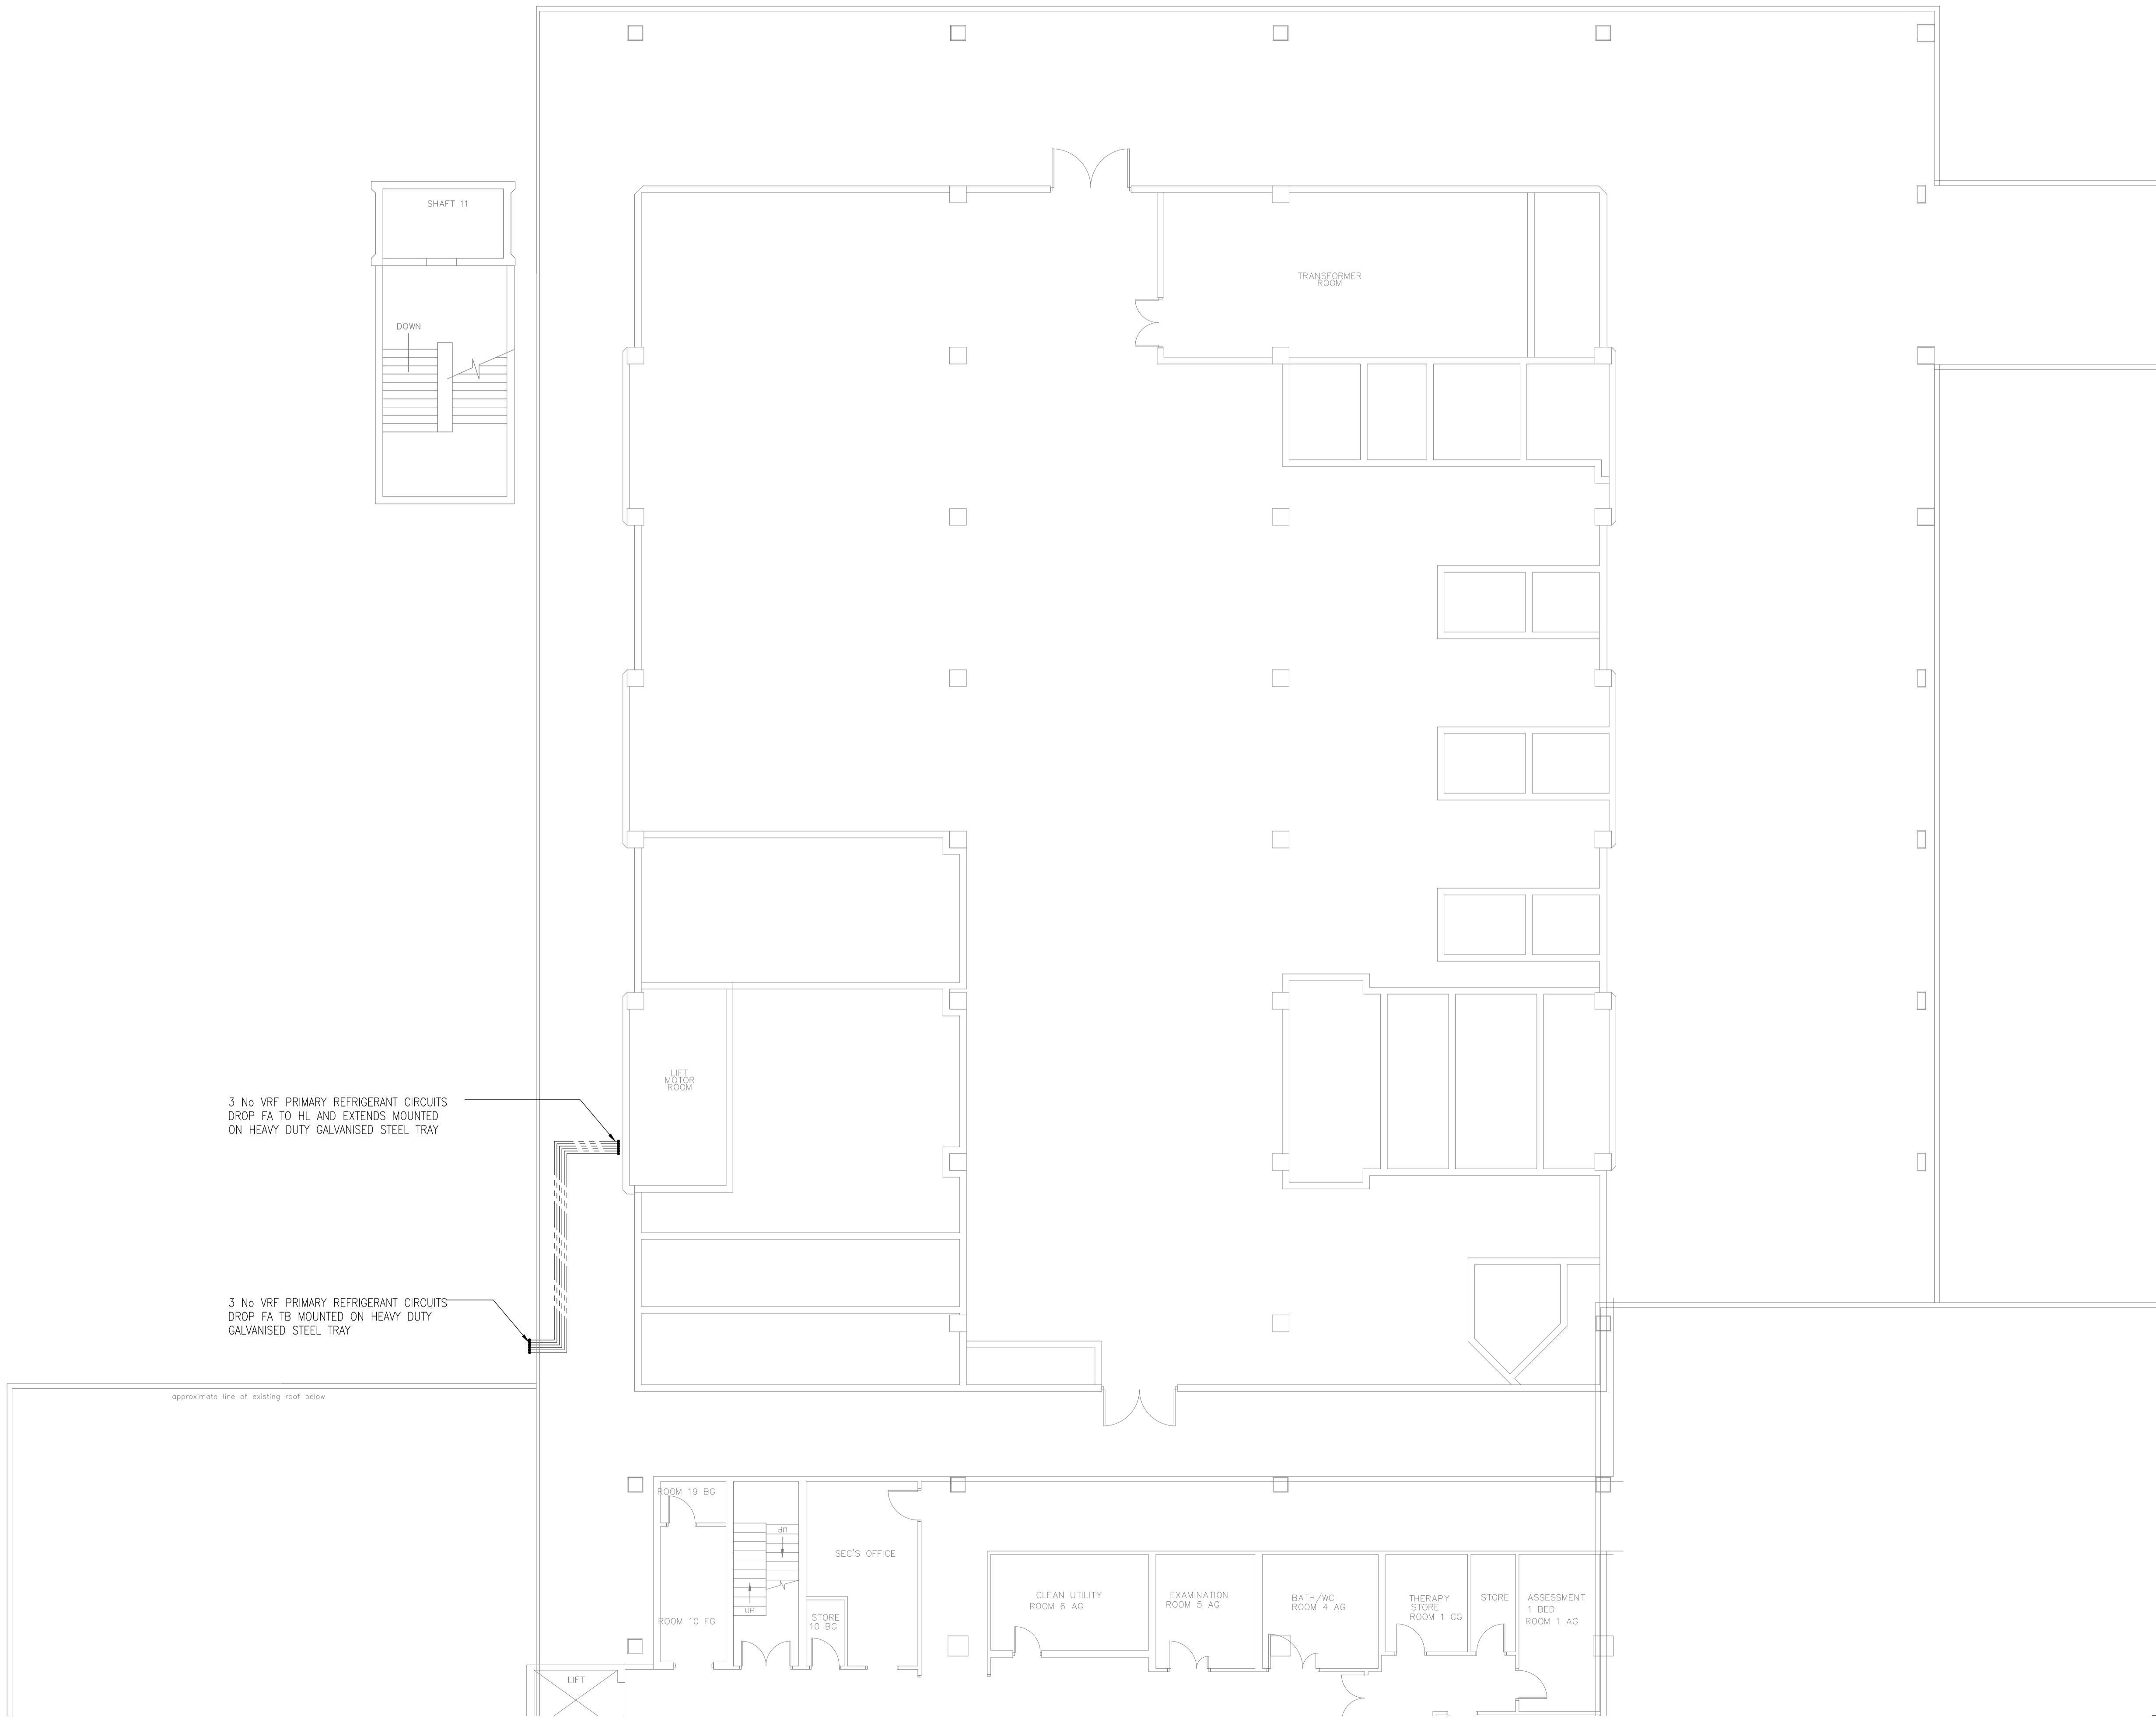 SHAFT 11
DOWN
TRANSFORMER
ROOM
LIFT
MOTOR
ROOM
3 No VRF PRIMARY REFRIGERANT CIRCUITS
DROP FA TO HL AND EXTENDS MOUNTED
ON HEAVY DUTY GALVANISED STEEL TRAY
3 No VRF PRIMARY REFRIGERANT CIRCUITS
DROP FA TB MOUNTED ON HEAVY DUTY
GALVANISED STEEL TRAY
approximate line of existing roof below
ROOM 19 BG
UP
SEC'S OFFICE
ROOM 10 FG
UP
STORE
10 BG
CLEAN UTILITY
ROOM 6 AG
EXAMINATION
ROOM 5 AG
BATH/WC
ROOM 4 AG
THERAPY
STORE
ROOM 1 CG
STORE
ASSESSMENT
1 BED
ROOM 1 AG
LIFT